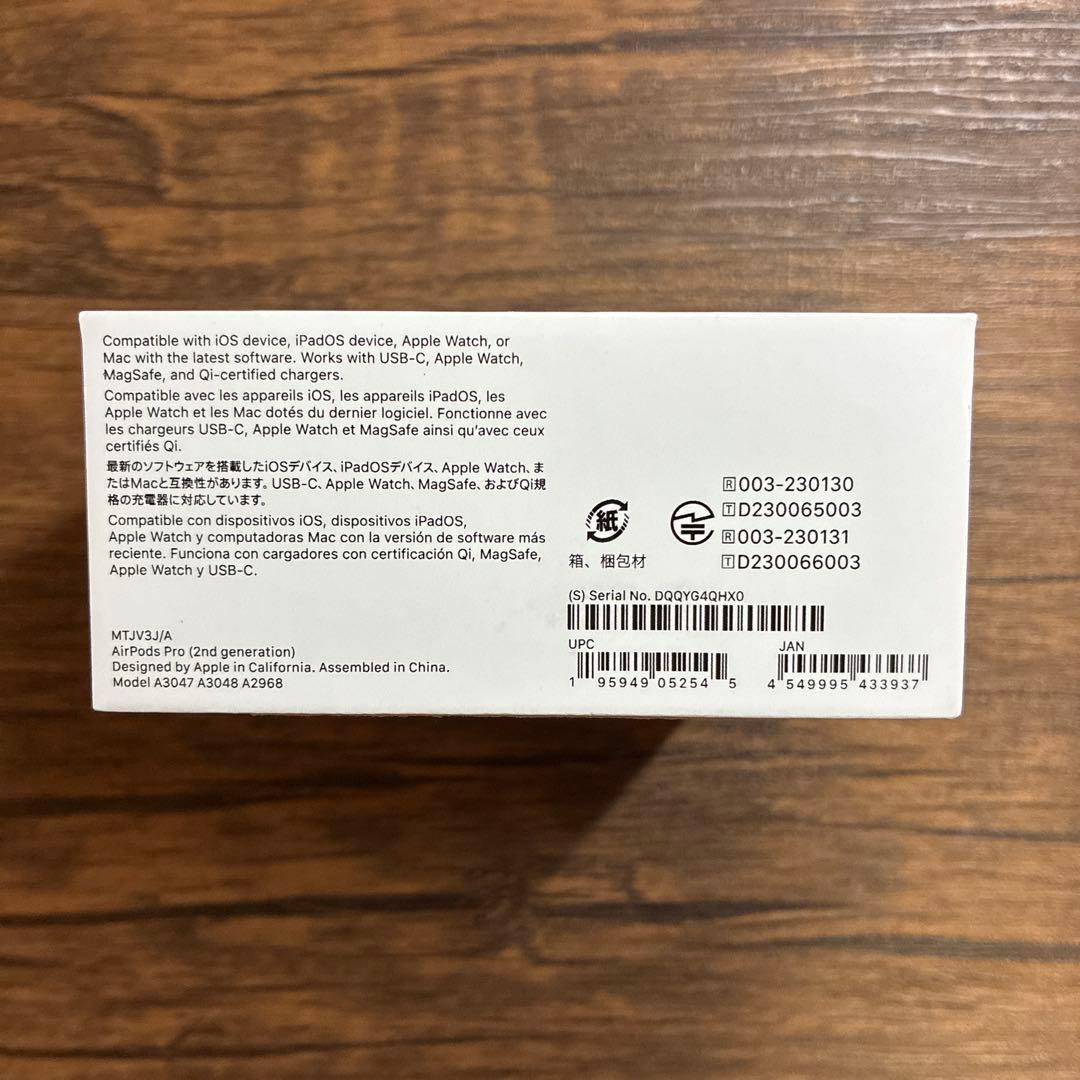 Compatible with iOS device, iPadOS device, Apple Watch, or
Mac with the latest software. Works with USB-C, Apple Watch,
MagSafe, and Qi-certified chargers.
Compatible avec les appareils iOS, les appareils iPadOS, les
Apple Watch et les Mac dotés du dernier logiciel. Fonctionne avec
les chargeurs USB-C, Apple Watch et MagSafe ainsi qu'avec ceux
certifiés Qi.
最新のソフトウェアを搭載したiOSデバイス、iPadOSデバイス、Apple Watch、ま
たはMacと互換性があります。USB-C、Apple Watch、MagSafe、およびQi規
格の充電器に対応しています。
Compatible con dispositivos iOS, dispositivos iPadOS,
Apple Watch y computadoras Mac con la versión de software más
reciente. Funciona con cargadores con certificación Qi, MagSafe,
Apple Watch y USB-C.
MTJV3J/A
AirPods Pro (2nd generation)
Designed by Apple in California. Assembled in China.
Model A3047 A3048 A2968
紙
箱、梱包材
R 003-230130
T D230065003
R 003-230131
T D230066003
(S) Serial No. DQQYG4QHX0
UPC
1 95949 05254 5
JAN
4 549995 433937